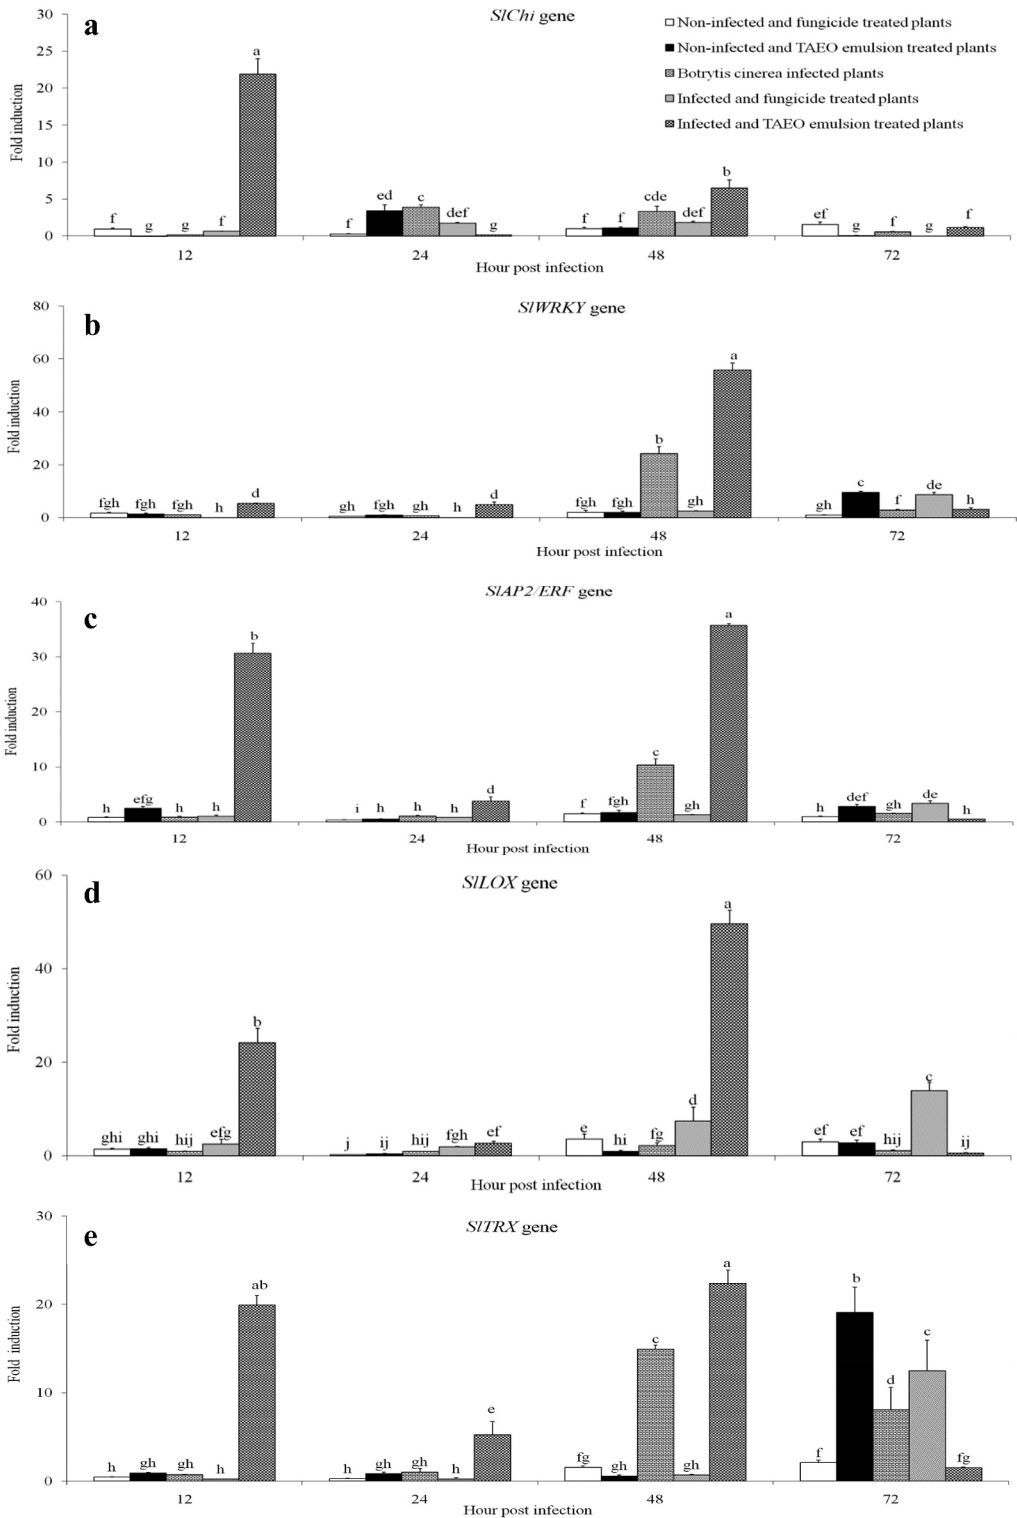 a
SlChi gene
Non-infected and fungicide treated plants
Non-infected and TAEO emulsion treated plants
Botrytis cinerea infected plants
Infected and fungicide treated plants
Infected and TAEO emulsion treated plants
Fold induction
30
25
20
15
10
5
0
f g g f a
f ed c def g
f f cde def b
ef g f g f
12 24 48 72
Hour post infection
b
SlWRKY gene
Fold induction
80
60
40
20
0
fgh fgh fgh h d
gh fgh gh h d
fgh fgh b gh a
gh c f de h
12 24 48 72
Hour post infection
c
SlAP2/ERF gene
Fold induction
40
30
20
10
0
h efg h h b
i h h h d
f fgh c gh a
h def gh de h
12 24 48 72
Hour post infection
d
SlLOX gene
Fold induction
60
40
20
0
ghi ghi hij efg b
j ij hij fgh ef
e hi fg d a
ef ef hij c ij
12 24 48 72
Hour post infection
e
SlTRX gene
Fold induction
30
20
10
0
h gh gh h ab
h gh gh h e
fg gh c gh a
f b d c fg
12 24 48 72
Hour post infection